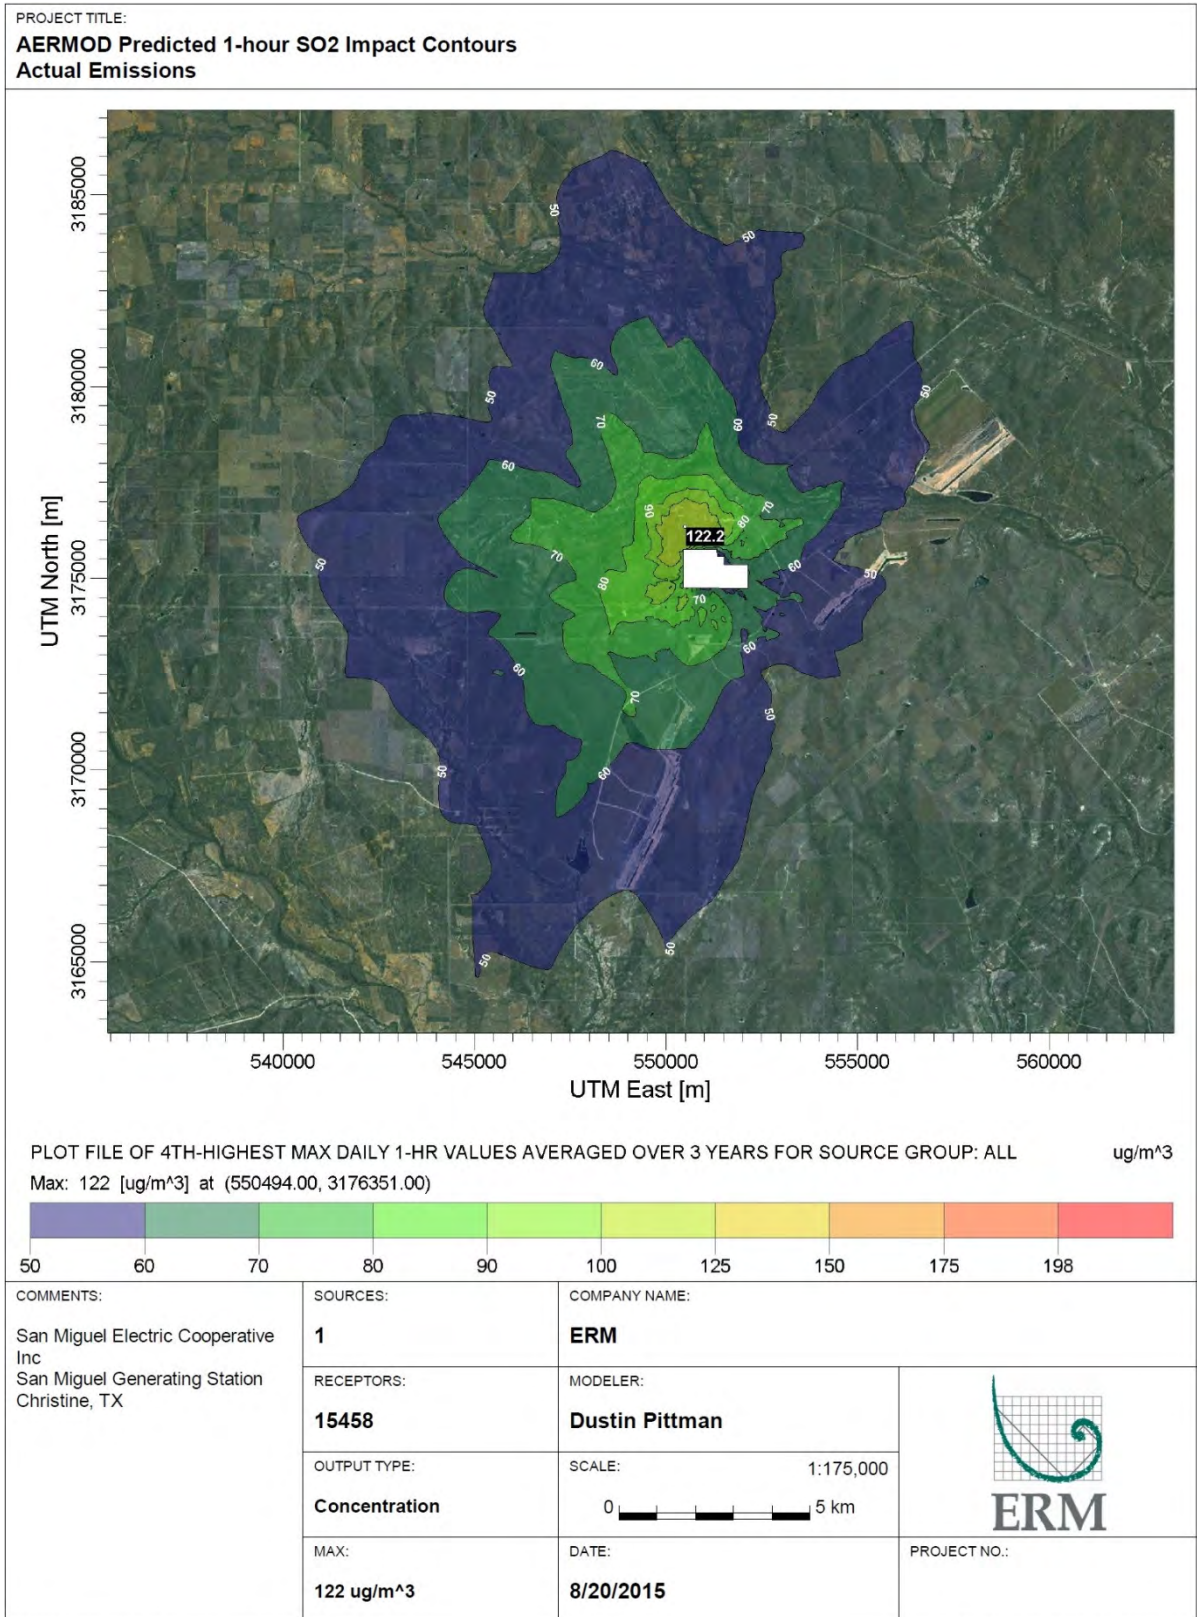 PROJECT TITLE:
AERMOD Predicted 1-hour SO2 Impact Contours
Actual Emissions
UTM North [m]
3185000
3180000
3175000
3170000
3165000
50
50
60
50
70
60
50
50
60
90
70
80
122.2
70
50
80
60
50
70
60
60
70
50
50
60
50
50
540000
545000
550000
555000
560000
UTM East [m]
PLOT FILE OF 4TH-HIGHEST MAX DAILY 1-HR VALUES AVERAGED OVER 3 YEARS FOR SOURCE GROUP: ALL
ug/m^3
Max: 122 [ug/m^3] at (550494.00, 3176351.00)
50 60 70 80 90 100 125 150 175 198
COMMENTS:
San Miguel Electric Cooperative
Inc
San Miguel Generating Station
Christine, TX
SOURCES:
1
COMPANY NAME:
ERM
RECEPTORS:
15458
MODELER:
Dustin Pittman
OUTPUT TYPE:
Concentration
SCALE:
1:175,000
0 5 km
ERM
MAX:
122 ug/m^3
DATE:
8/20/2015
PROJECT NO.: